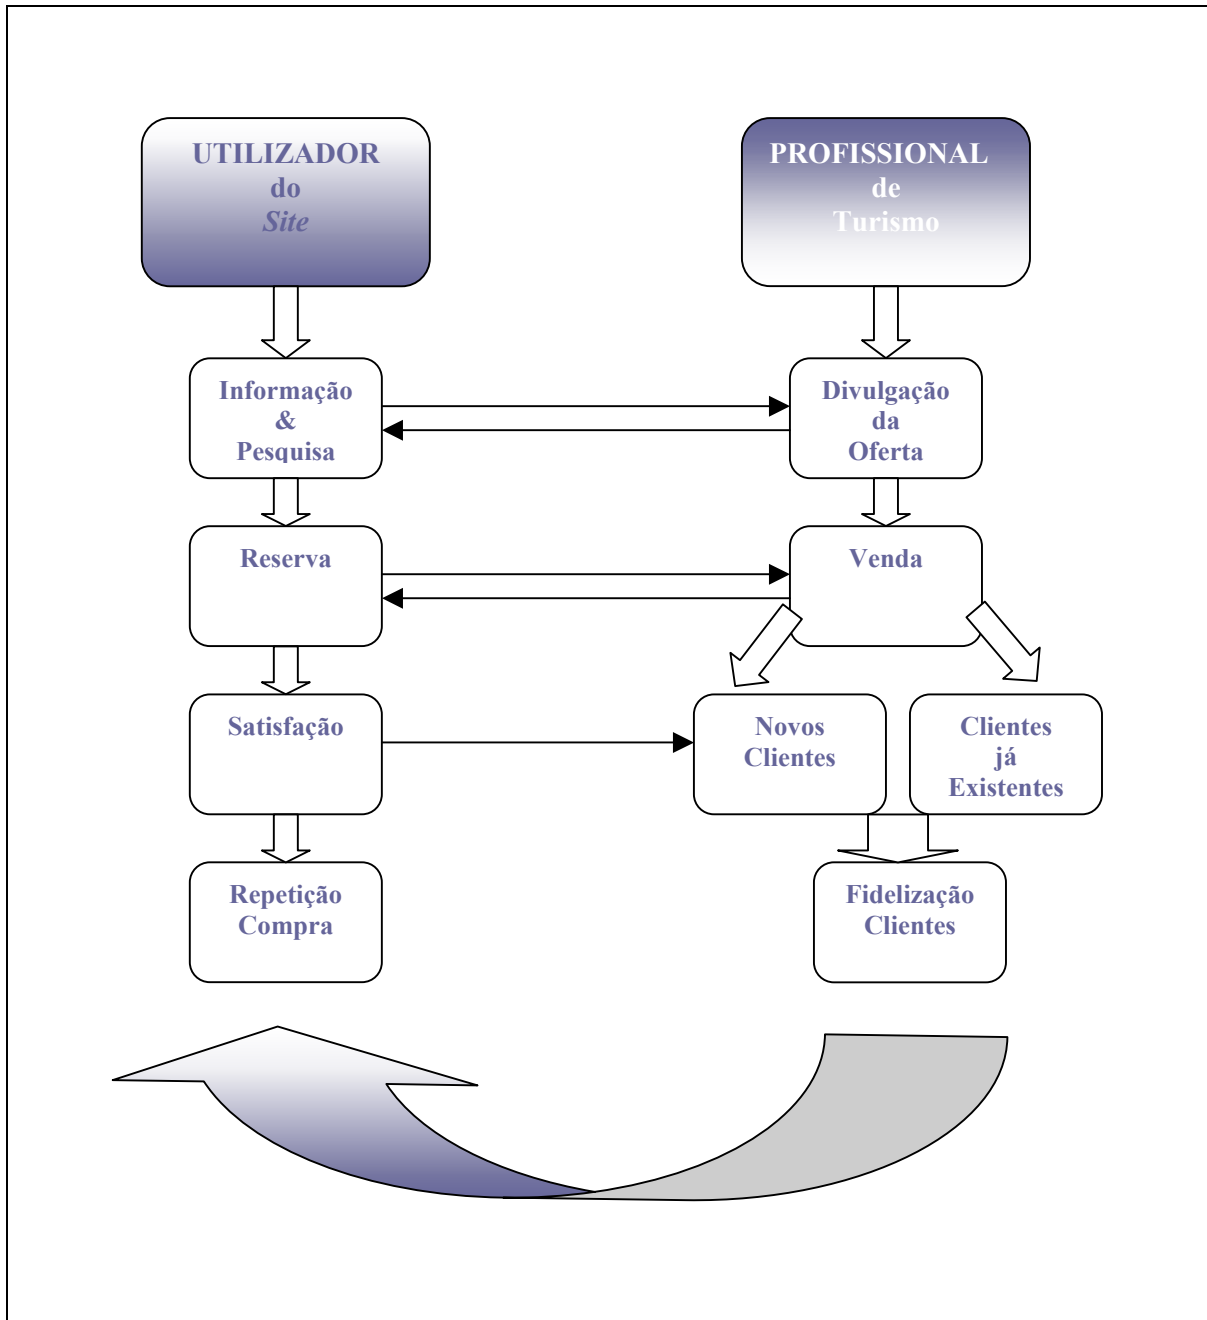 UTILIZADOR
do
Site
PROFISSIONAL
de
Turismo
Informação
&
Pesquisa
Divulgação
da
Oferta
Reserva
Venda
Satisfação
Novos
Clientes
Clientes
já
Existentes
Repetição
Compra
Fidelização
Clientes